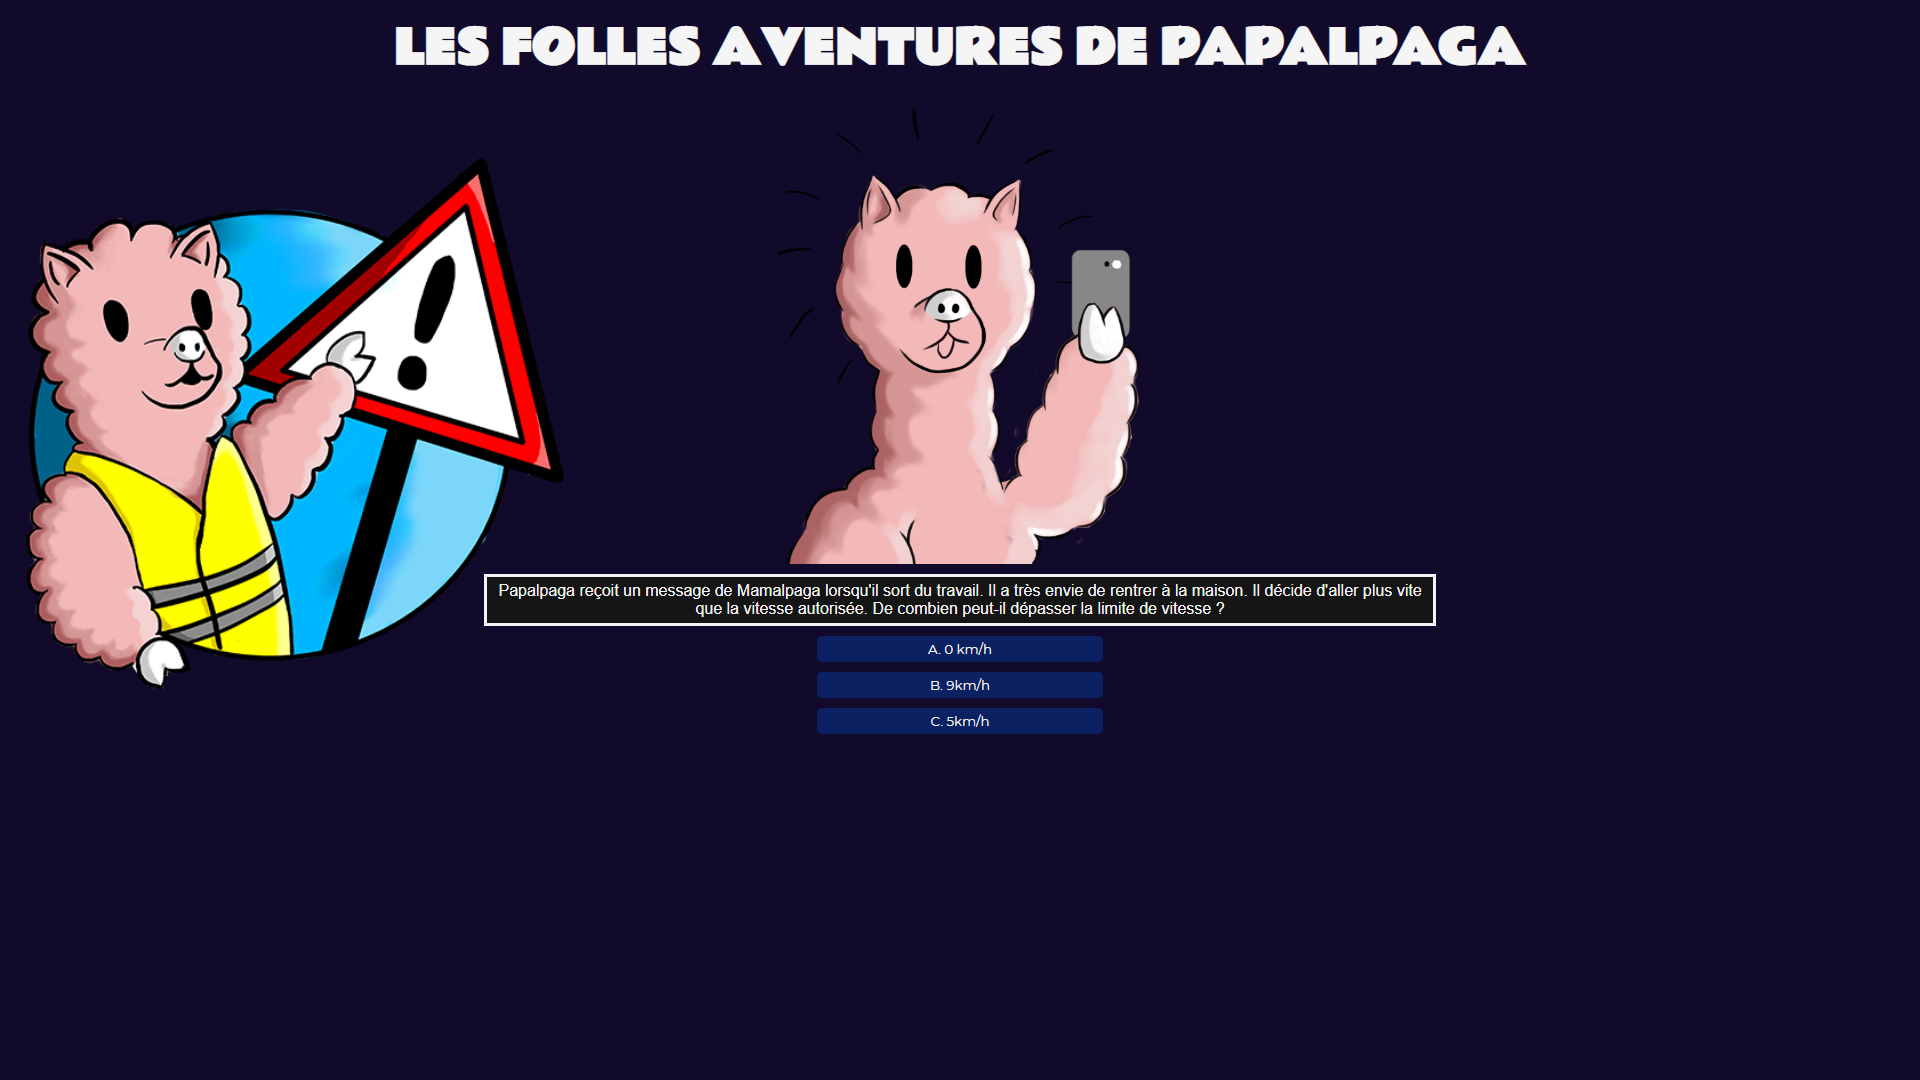 LES FOLLES AVENTURES DE PAPALPAGA
Papalpaga reçoit un message de Mamalpaga lorsqu'il sort du travail. Il a très envie de rentrer à la maison. Il décide d'aller plus vite
que la vitesse autorisée. De combien peut-il dépasser la limite de vitesse ?
A. 0 km/h
B. 9km/h
C. 5km/h